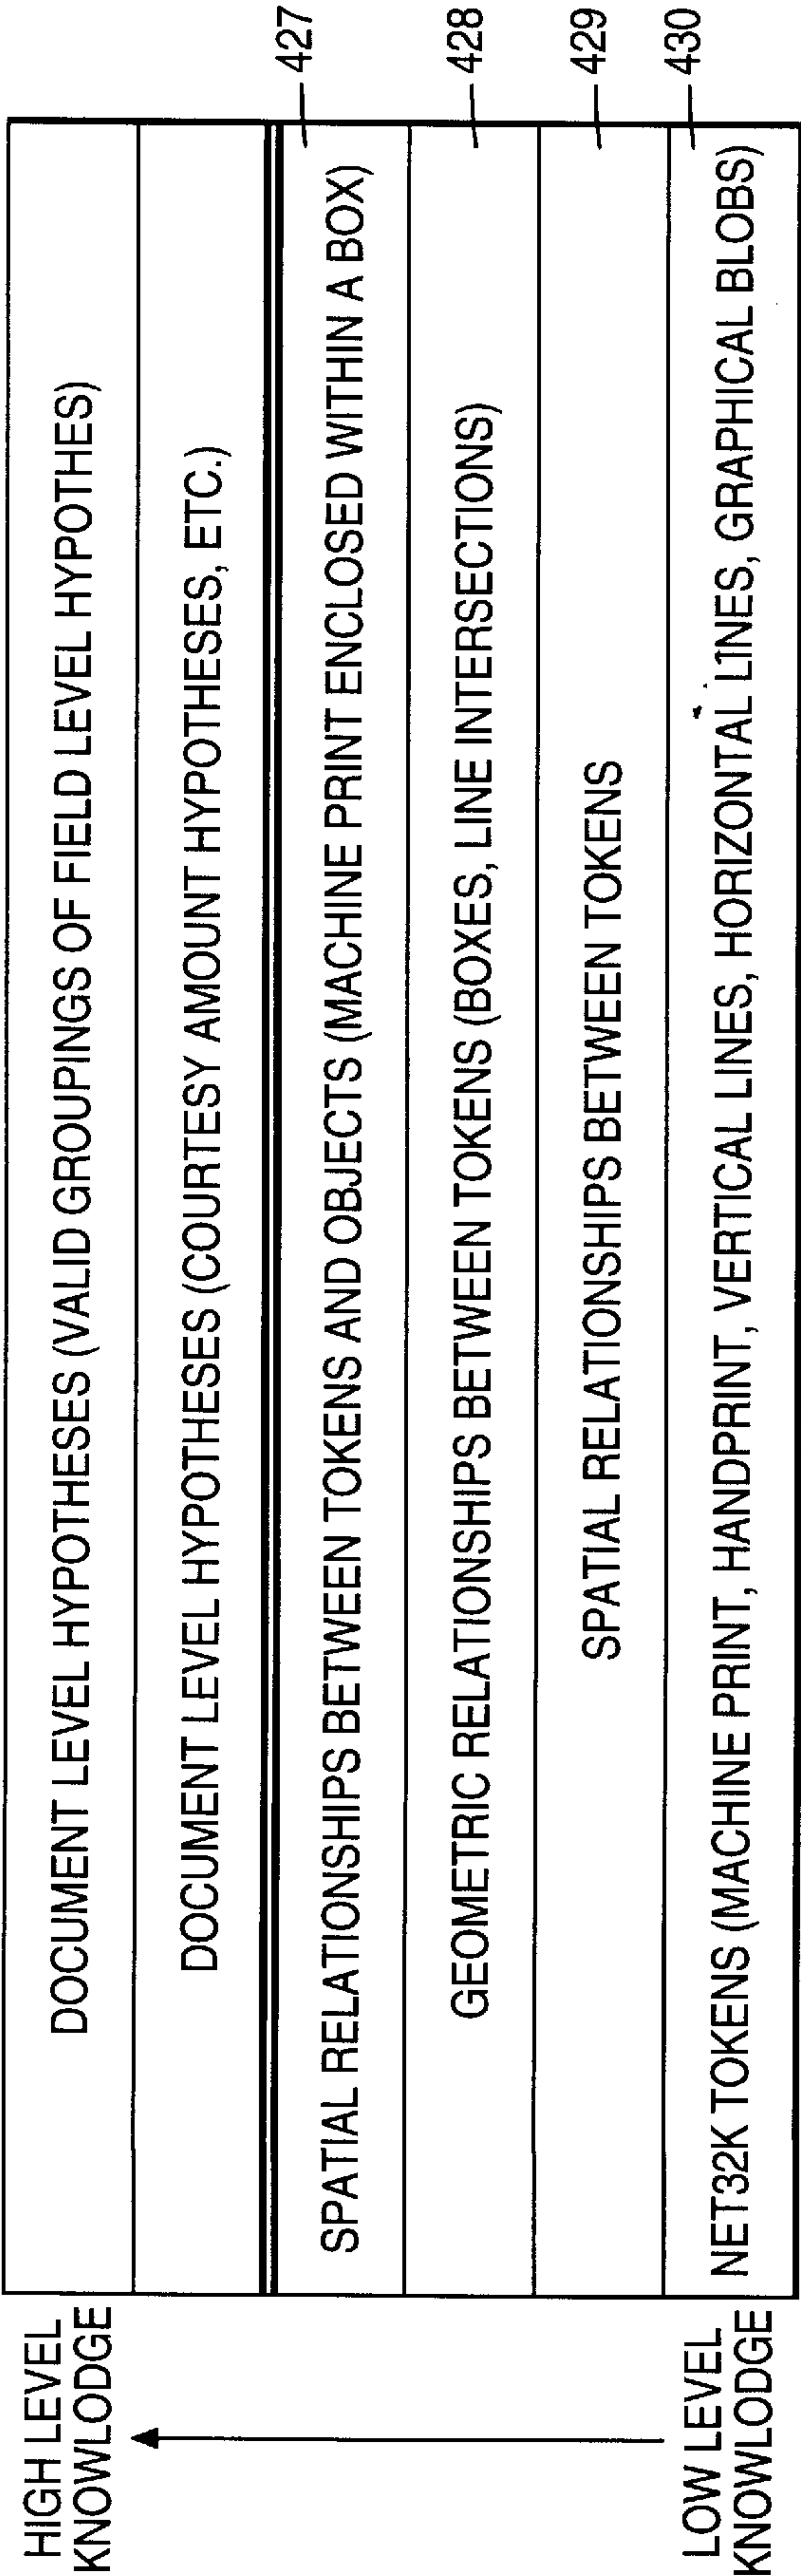 HIGH LEVEL
KNOWLODGE
DOCUMENT LEVEL HYPOTHESES (VALID GROUPINGS OF FIELD LEVEL HYPOTHES)
DOCUMENT LEVEL HYPOTHESES (COURTESY AMOUNT HYPOTHESES, ETC.)
SPATIAL RELATIONSHIPS BETWEEN TOKENS AND OBJECTS (MACHINE PRINT ENCLOSED WITHIN A BOX)
427
GEOMETRIC RELATIONSHIPS BETWEEN TOKENS (BOXES, LINE INTERSECTIONS)
428
SPATIAL RELATIONSHIPS BETWEEN TOKENS
429
LOW LEVEL
KNOWLODGE
NET32K TOKENS (MACHINE PRINT, HANDPRINT, VERTICAL LINES, HORIZONTAL LINES, GRAPHICAL BLOBS)
430